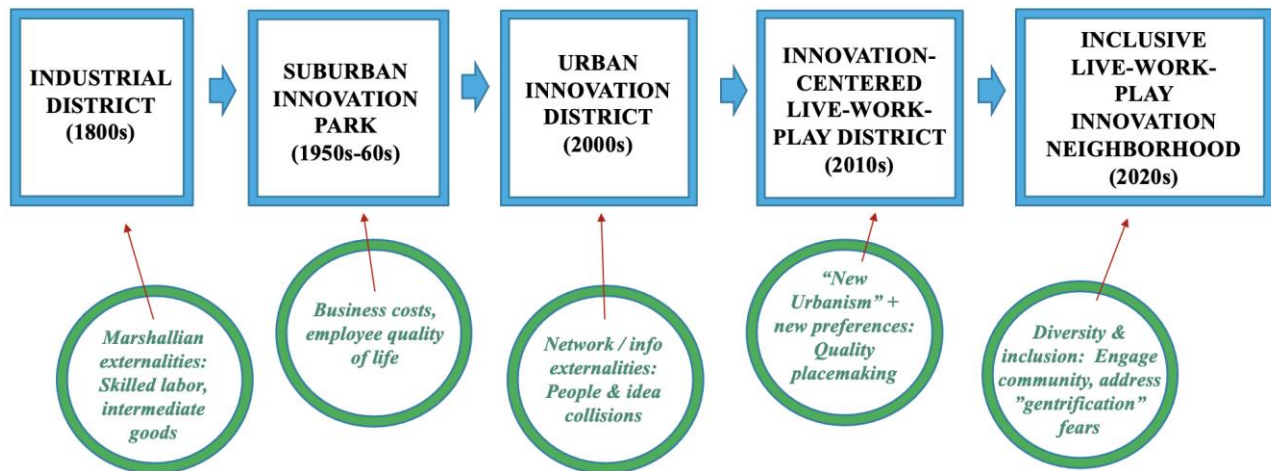 INDUSTRIAL
DISTRICT
(1800s)
SUBURBAN
INNOVATION
PARK
(1950s-60s)
URBAN
INNOVATION
DISTRICT
(2000s)
INNOVATION-
CENTERED
LIVE-WORK-
PLAY DISTRICT
(2010s)
INCLUSIVE
LIVE-WORK-
PLAY
INNOVATION
NEIGHBORHOOD
(2020s)
Marshallian
externalities:
Skilled labor,
intermediate
goods
Business costs,
employee quality
of life
Network / info
externalities:
People & idea
collisions
“New
Urbanism” +
new preferences:
Quality
placemaking
Diversity &
inclusion: Engage
community, address
”gentrification”
fears